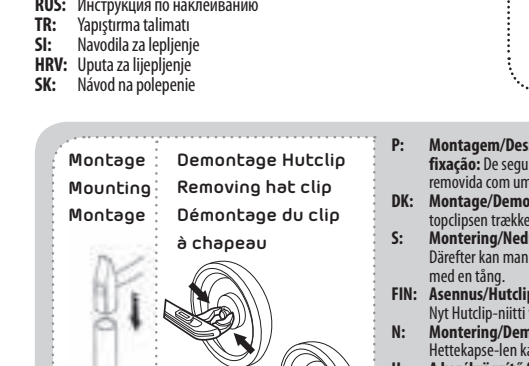 RUS: Инструкция по наклеиванию
TR: Yapıştırma talimatı
SI: Navodila za lepljenje
HRV: Uputa za lijepljenje
SK: Návod na polepenie
Montage
Mounting
Montage
Demontage Hutclip
Removing hat clip
Démontage du clip
à chapeau
P: Montagem/Des
fixação: De segu
removida com um
DK: Montage/Demo
topclipsen trække
S: Montering/Ned
Därefter kan man
med en tång.
FIN: Asennus/Hutclip
Nyt Hutclip-niitti
N: Montering/Dem
Hettekapse-len ka